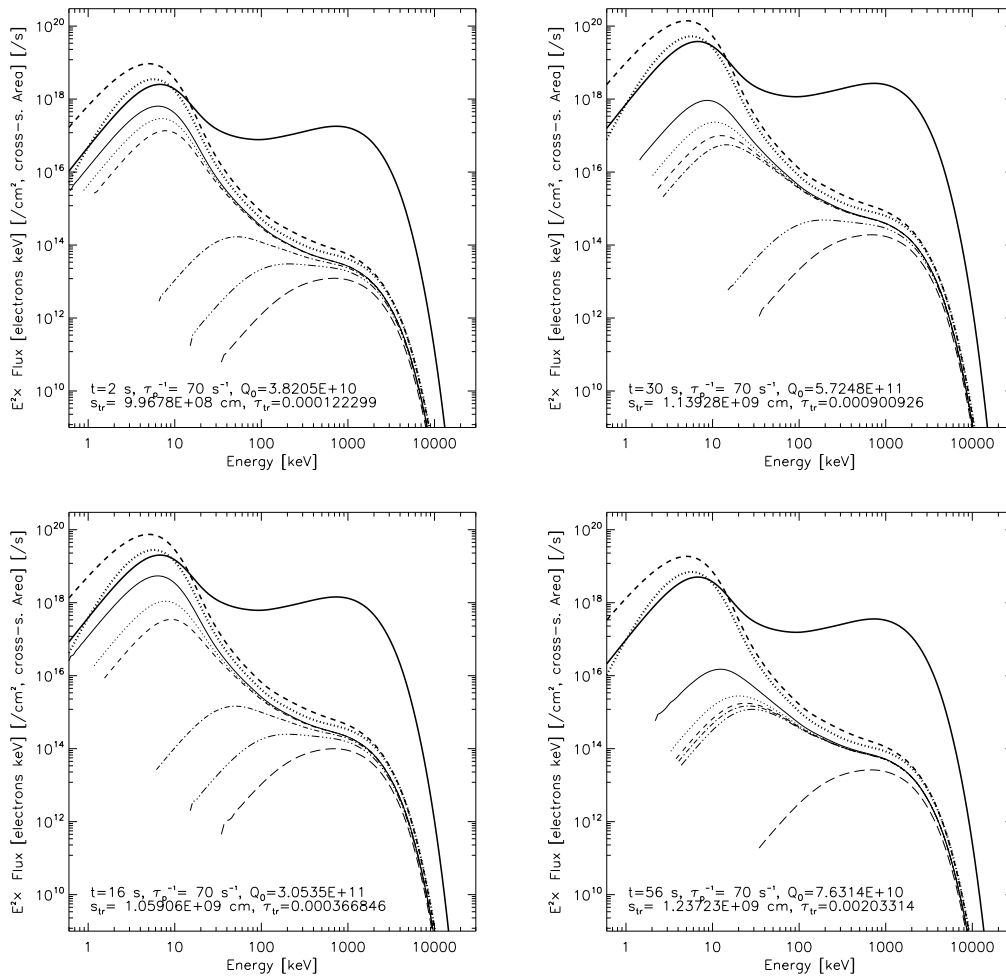 E²× Flux [electrons keV] [/cm², cross-s. Area] [/s]
10²⁰
10¹⁸
10¹⁶
10¹⁴
10¹²
10¹⁰
t=2 s, τₚ⁻¹= 70 s⁻¹, Q₀=3.8205E+10
sₜᵣ= 9.9678E+08 cm, τₜᵣ=0.000122299
1 10 100 1000 10000
Energy [keV]
E²× Flux [electrons keV] [/cm², cross-s. Area] [/s]
10²⁰
10¹⁸
10¹⁶
10¹⁴
10¹²
10¹⁰
t=30 s, τₚ⁻¹= 70 s⁻¹, Q₀=5.7248E+11
sₜᵣ= 1.13928E+09 cm, τₜᵣ=0.000900926
1 10 100 1000 10000
Energy [keV]
E²× Flux [electrons keV] [/cm², cross-s. Area] [/s]
10²⁰
10¹⁸
10¹⁶
10¹⁴
10¹²
10¹⁰
t=16 s, τₚ⁻¹= 70 s⁻¹, Q₀=3.0535E+11
sₜᵣ= 1.05906E+09 cm, τₜᵣ=0.000366846
1 10 100 1000 10000
Energy [keV]
E²× Flux [electrons keV] [/cm², cross-s. Area] [/s]
10²⁰
10¹⁸
10¹⁶
10¹⁴
10¹²
10¹⁰
t=56 s, τₚ⁻¹= 70 s⁻¹, Q₀=7.6314E+10
sₜᵣ= 1.23723E+09 cm, τₜᵣ=0.00203314
1 10 100 1000 10000
Energy [keV]